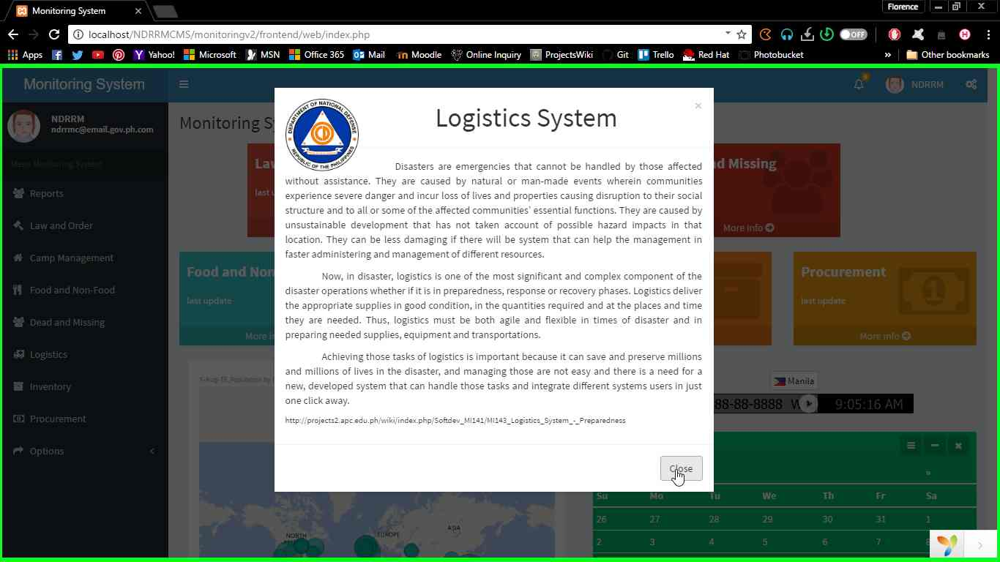 Monitoring System
Florence
localhost/NDRRMCMS/monitoringv2/frontend/web/index.php
OFF
Apps
Yahoo!
Microsoft
MSN
Office 365
Mail
Moodle
Online Inquiry
ProjectsWiki
Git
Trello
Red Hat
Photobucket
»
Other bookmarks
Monitoring System
NDRRM
NDRRM
ndrrmc@email.gov.ph.com
Menu Monitoring System
Reports
Law and Order
Camp Management
Food and Non-Food
Dead and Missing
Logistics
Inventory
Procurement
Options
Monitoring S
DEPARTMENT OF NATIONAL DEFENSE
REPUBLIC OF THE PHILIPPINES
Logistics System
×
Disasters are emergencies that cannot be handled by those affected
without assistance. They are caused by natural or man-made events wherein communities
experience severe danger and incur loss of lives and properties causing disruption to their social
structure and to all or some of the affected communities' essential functions. They are caused by
unsustainable development that has not taken account of possible hazard impacts in that
location. They can be less damaging if there will be system that can help the management in
faster administering and management of different resources.
Now, in disaster, logistics is one of the most significant and complex component of the
disaster operations whether if it is in preparedness, response or recovery phases. Logistics deliver
the appropriate supplies in good condition, in the quantities required and at the places and time
they are needed. Thus, logistics must be both agile and flexible in times of disaster and in
preparing needed supplies, equipment and transportations.
Achieving those tasks of logistics is important because it can save and preserve millions
and millions of lives in the disaster, and managing those are not easy and there is a need for a
new, developed system that can handle those tasks and integrate different systems users in just
one click away.
http://projects2.apc.edu.ph/wiki/index.php/Softdev_MI141/MI143_Logistics_System_-_Preparedness
Close
La
last u
d Missing
More info
Food and Non
last update
More in
Procurement
last update
More info
Manila
88-88-8888
9:05:16 AM
NORTH
EUROPE
ASIA
»
Su Mo Tu We Th Fr Sa
26 27 28 29 30 31 1
2 3 4 5 6 7 8